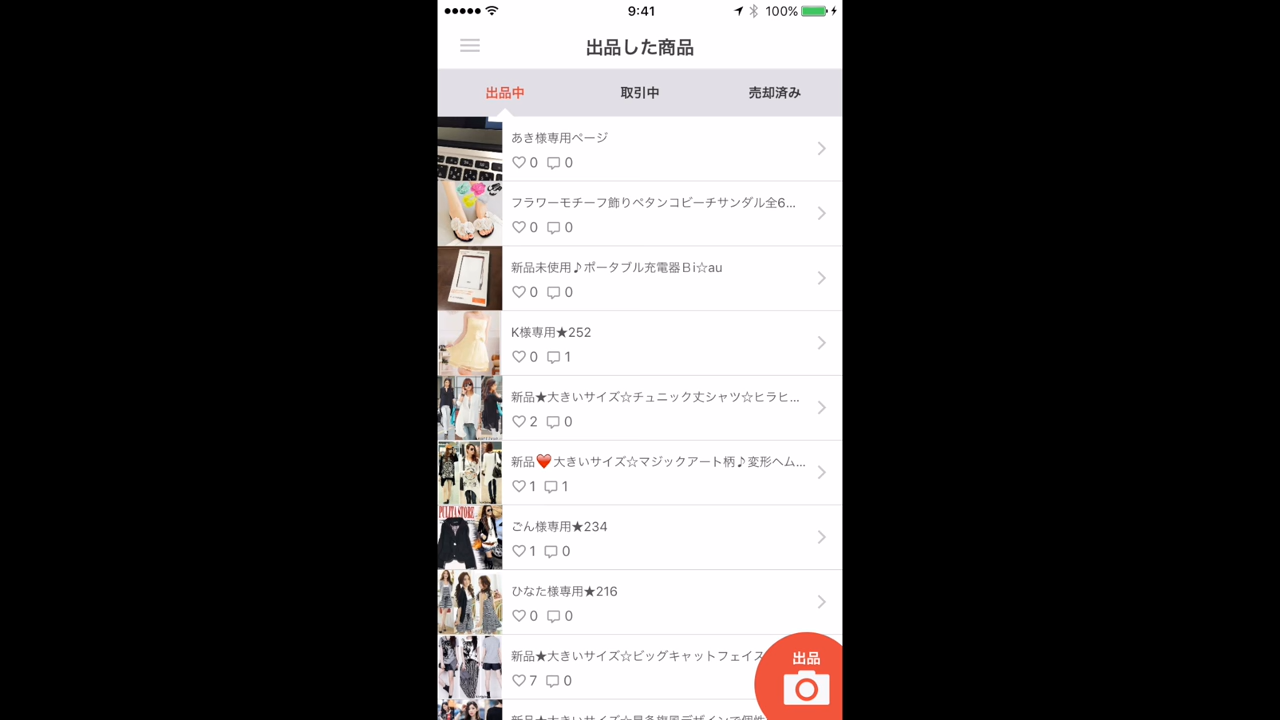 9:41
100%
出品した商品
出品中
取引中
売却済み
あき様専用ページ
0 0
フラワーモチーフ飾りペタンコビーチサンダル全6...
0 0
新品未使用♪ポータブル充電器Ｂi☆au
0 0
K様専用★252
0 1
新品★大きいサイズ☆チュニック丈シャツ☆ヒラヒ...
2 0
新品❤️大きいサイズ☆マジックアート柄♪変形ヘム...
1 1
PULITA STORE
ごん様専用★234
1 0
ひなた様専用★216
0 0
新品★大きいサイズ☆ビッグキャットフェイス
7 0
出品